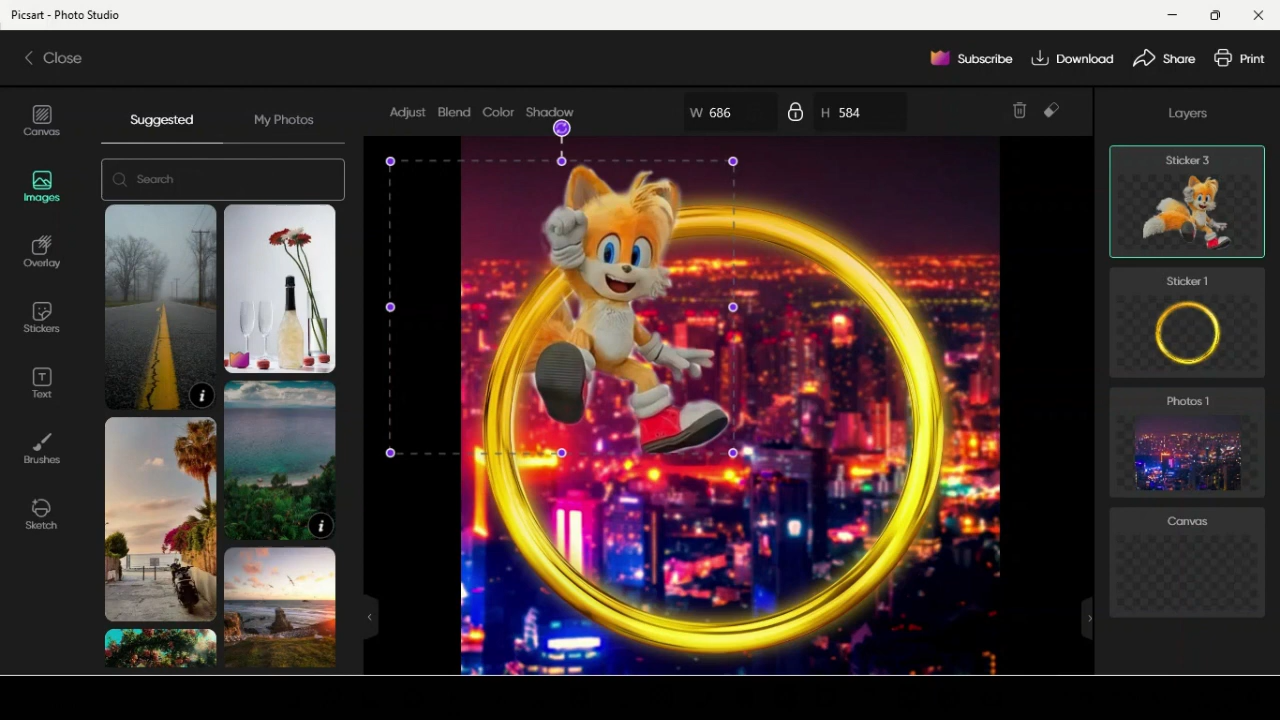 Picsart - Photo Studio
Close
Subscribe
Download
Share
Print
Canvas
Images
Overlay
Stickers
Text
Brushes
Sketch
Suggested
My Photos
Search
Adjust
Blend
Color
Shadow
W 686
H 584
Layers
Sticker 3
Sticker 1
Photos 1
Canvas